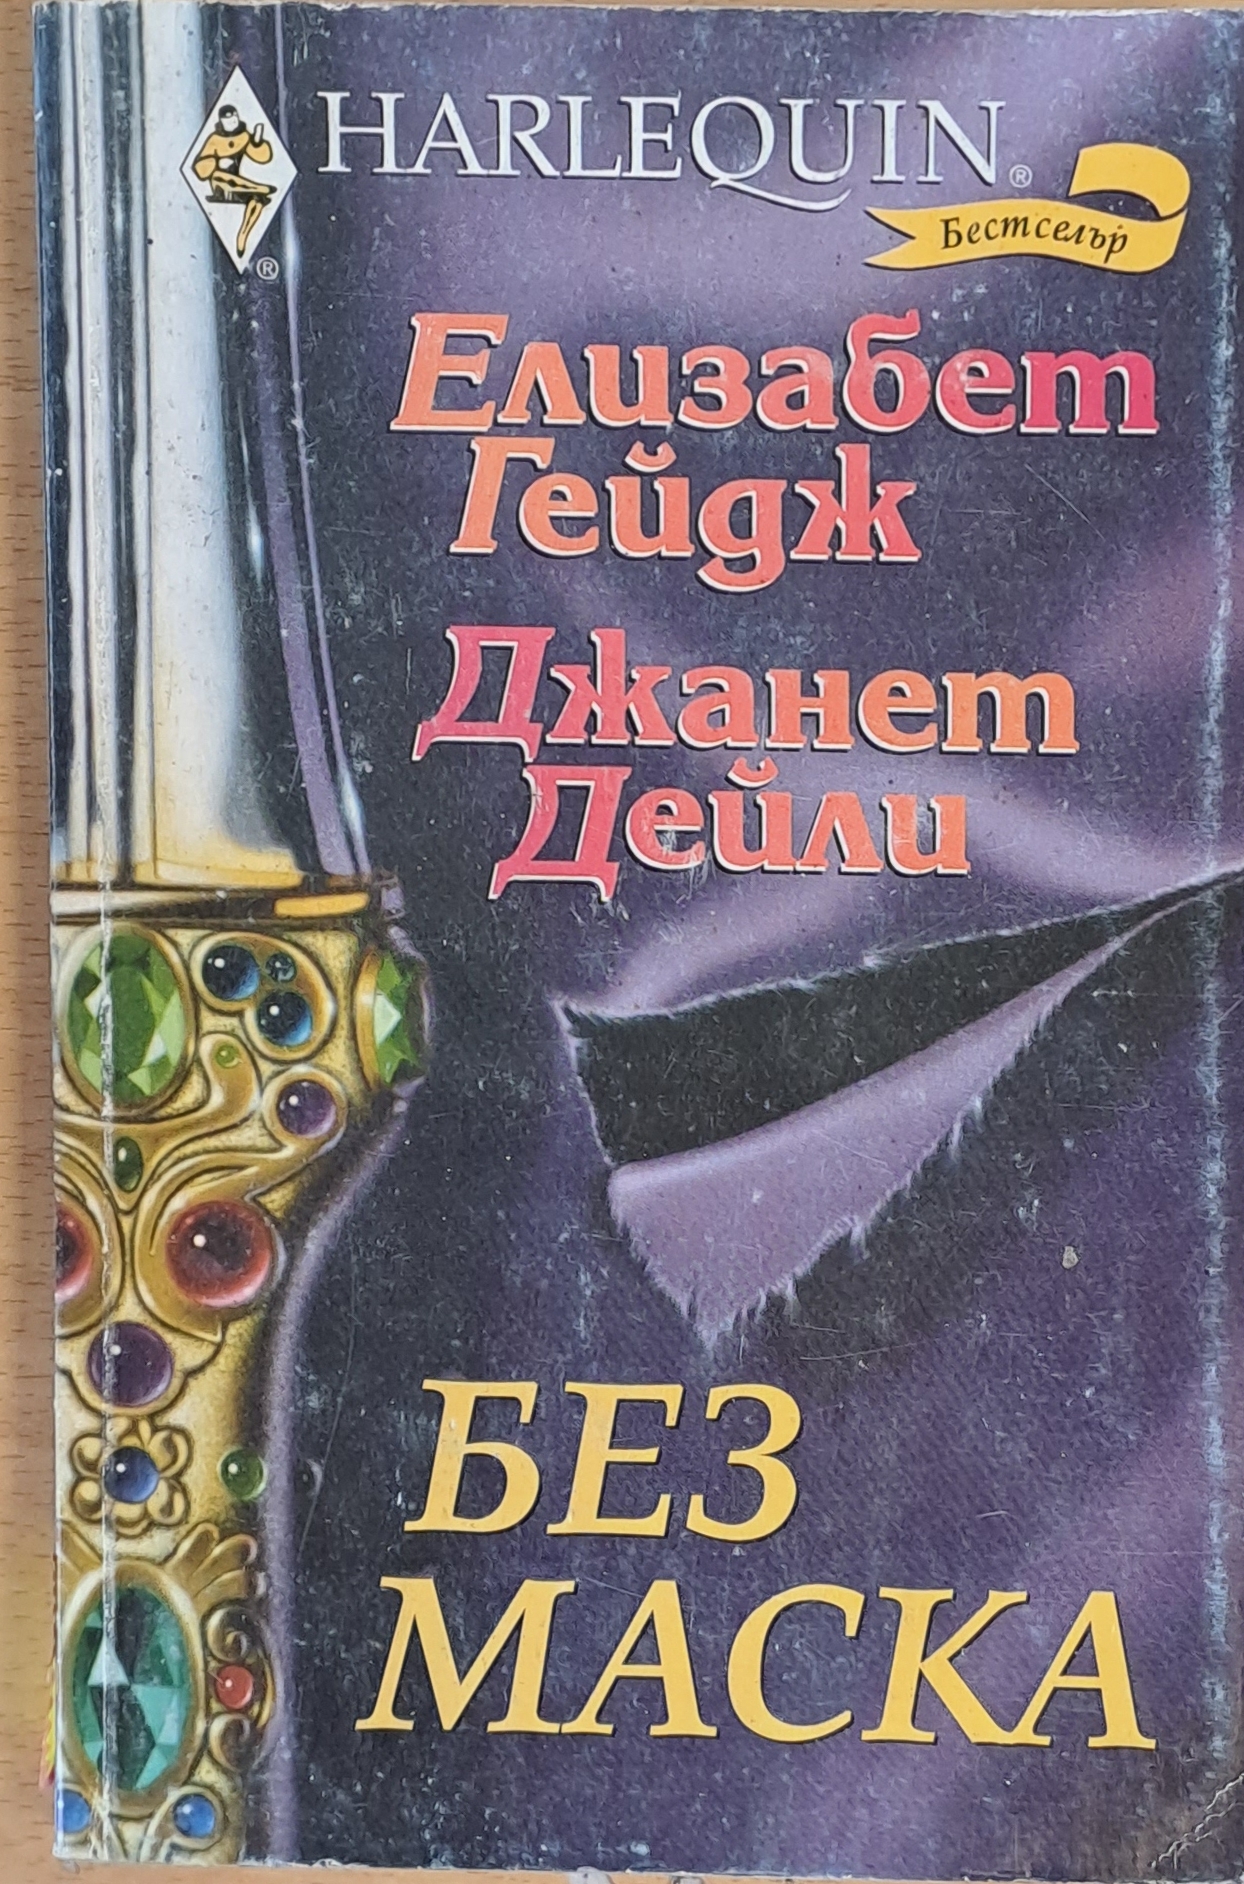 HARLEQUIN®
Бестселър
®
Елизабет
Гейдж
Джанет
Дейли
БЕЗ
МАСКА